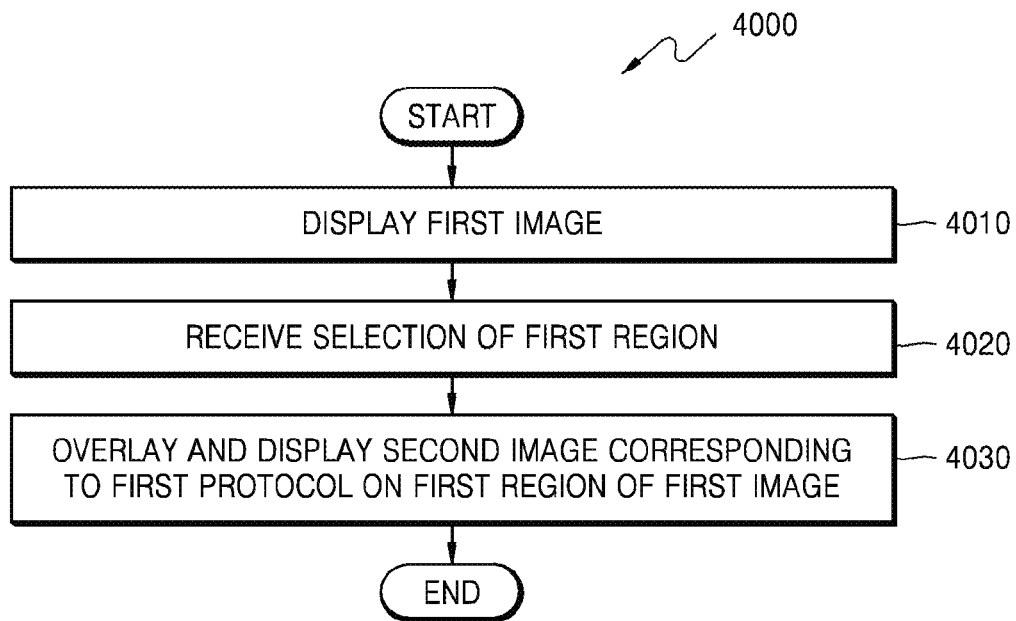 4000
START
DISPLAY FIRST IMAGE
4010
RECEIVE SELECTION OF FIRST REGION
4020
OVERLAY AND DISPLAY SECOND IMAGE CORRESPONDING
TO FIRST PROTOCOL ON FIRST REGION OF FIRST IMAGE
4030
END